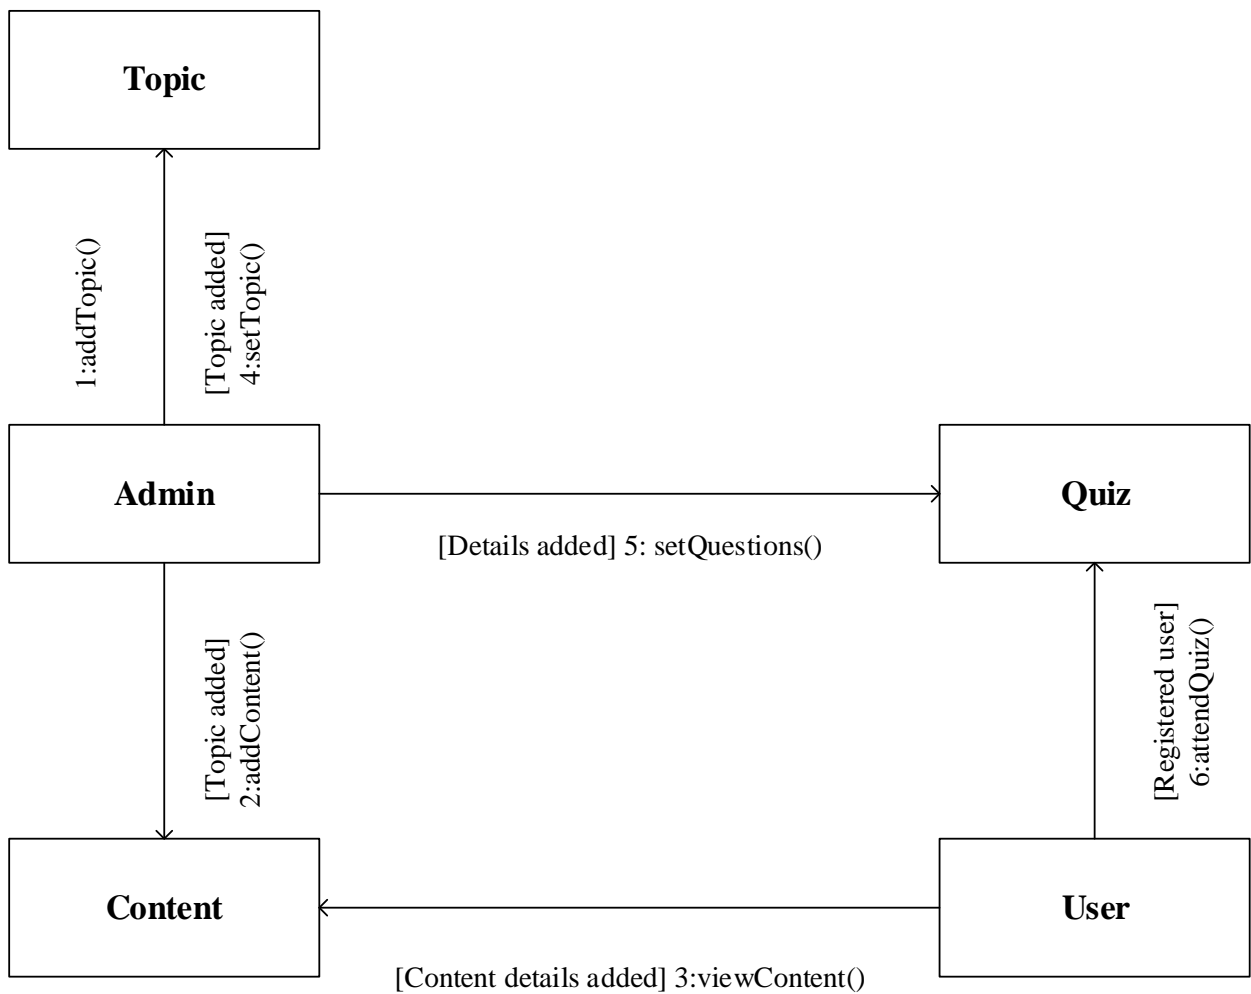 Topic
1:addTopic()
[Topic added]
4:setTopic()
Admin
Quiz
[Details added] 5: setQuestions()
[Topic added]
2:addContent()
[Registered user]
6:attendQuiz()
Content
User
[Content details added] 3:viewContent()